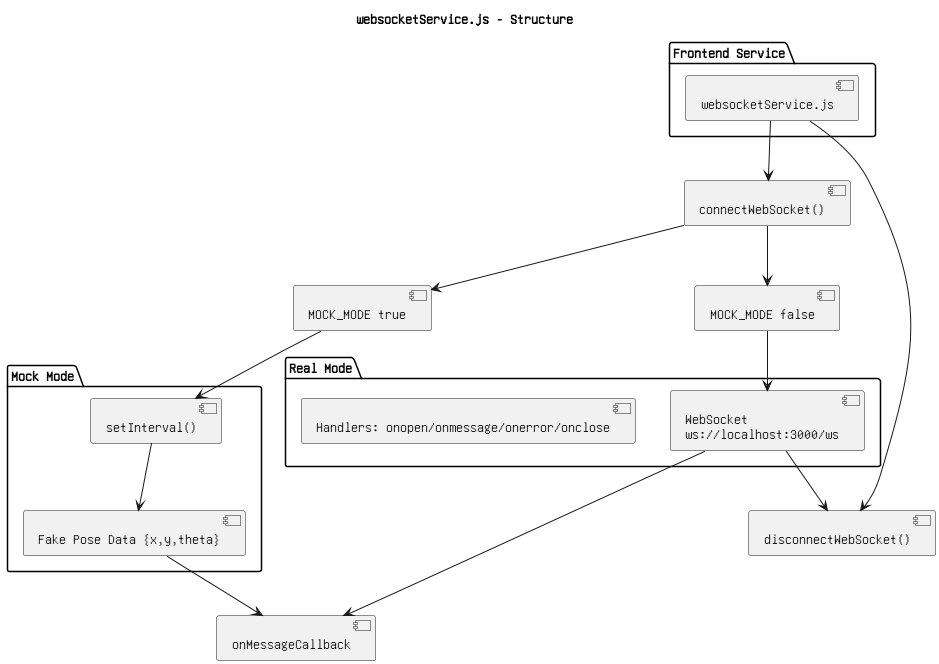 websocketService.js - Structure
Frontend Service
websocketService.js
connectWebSocket()
MOCK_MODE true
MOCK_MODE false
Mock Mode
Real Mode
setInterval()
Handlers: onopen/onmessage/onerror/onclose
WebSocket
ws://localhost:3000/ws
Fake Pose Data {x,y,theta}
disconnectWebSocket()
onMessageCallback